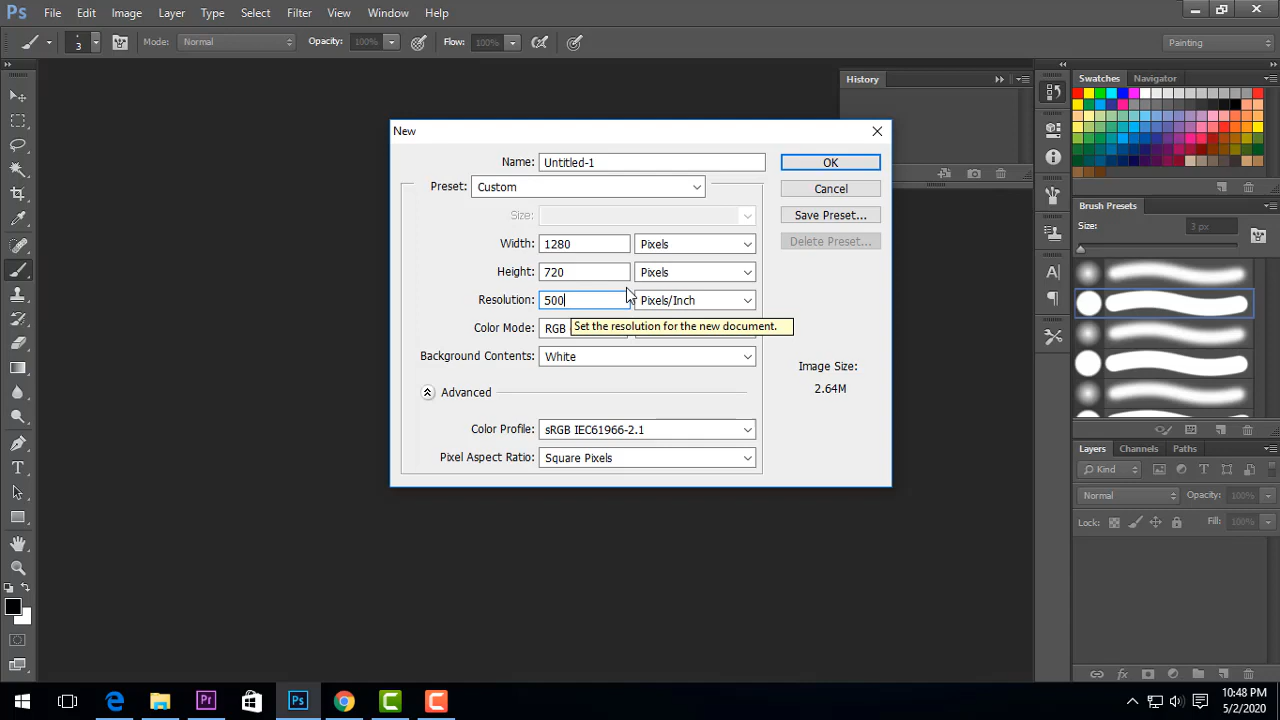 Ps File Edit Image Layer Type Select Filter View Window Help
3 Mode: Normal Opacity: 100% Flow: 100% Painting
History
Swatches Navigator
New
Name: Untitled-1 OK
Preset: Custom Cancel
Size: Save Preset...
Width: 1280 Pixels Delete Preset...
Height: 720 Pixels
Resolution: 500 Pixels/Inch
Color Mode: RGB Set the resolution for the new document.
Background Contents: White
Image Size:
2.64M
Advanced
Color Profile: sRGB IEC61966-2.1
Pixel Aspect Ratio: Square Pixels
Brush Presets
Size: 3 px
Layers Channels Paths
Kind
Normal Opacity: 100%
Lock: Fill: 100%
Pr Ps
10:48 PM
5/2/2020